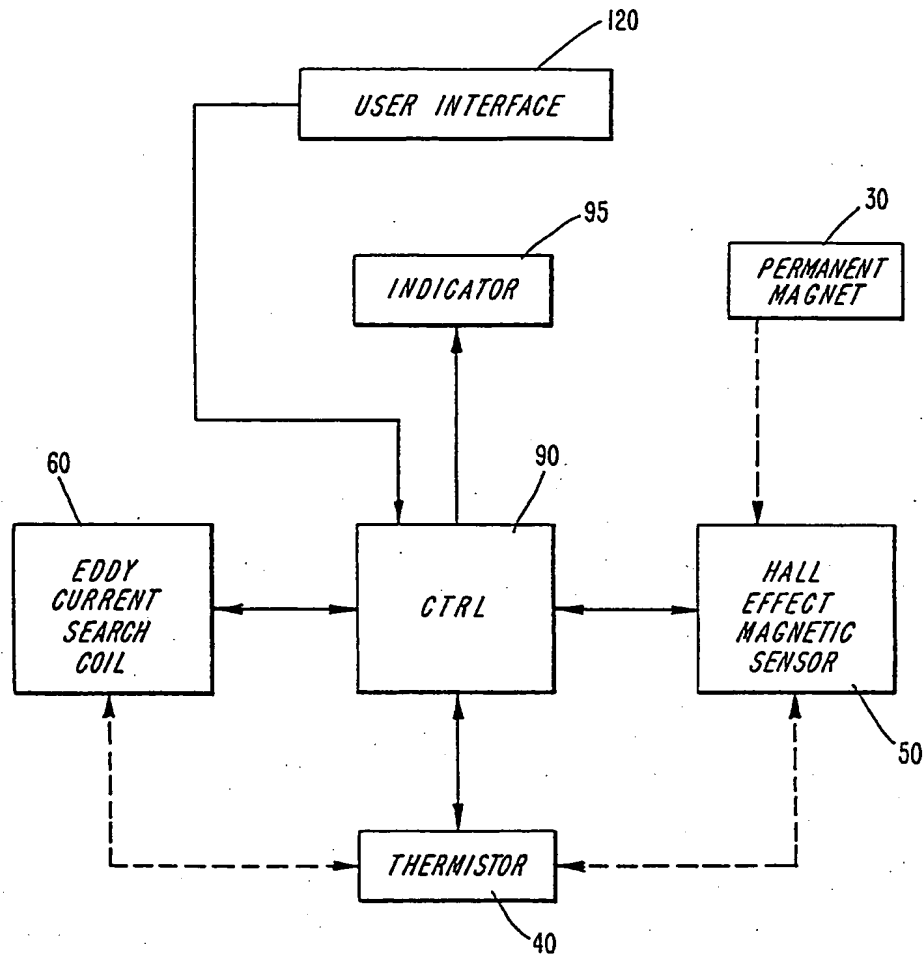 120
USER INTERFACE
95
30
INDICATOR
PERMANENT
MAGNET
60
90
EDDY
CURRENT
SEARCH
COIL
CTRL
HALL
EFFECT
MAGNETIC
SENSOR
50
THERMISTOR
40